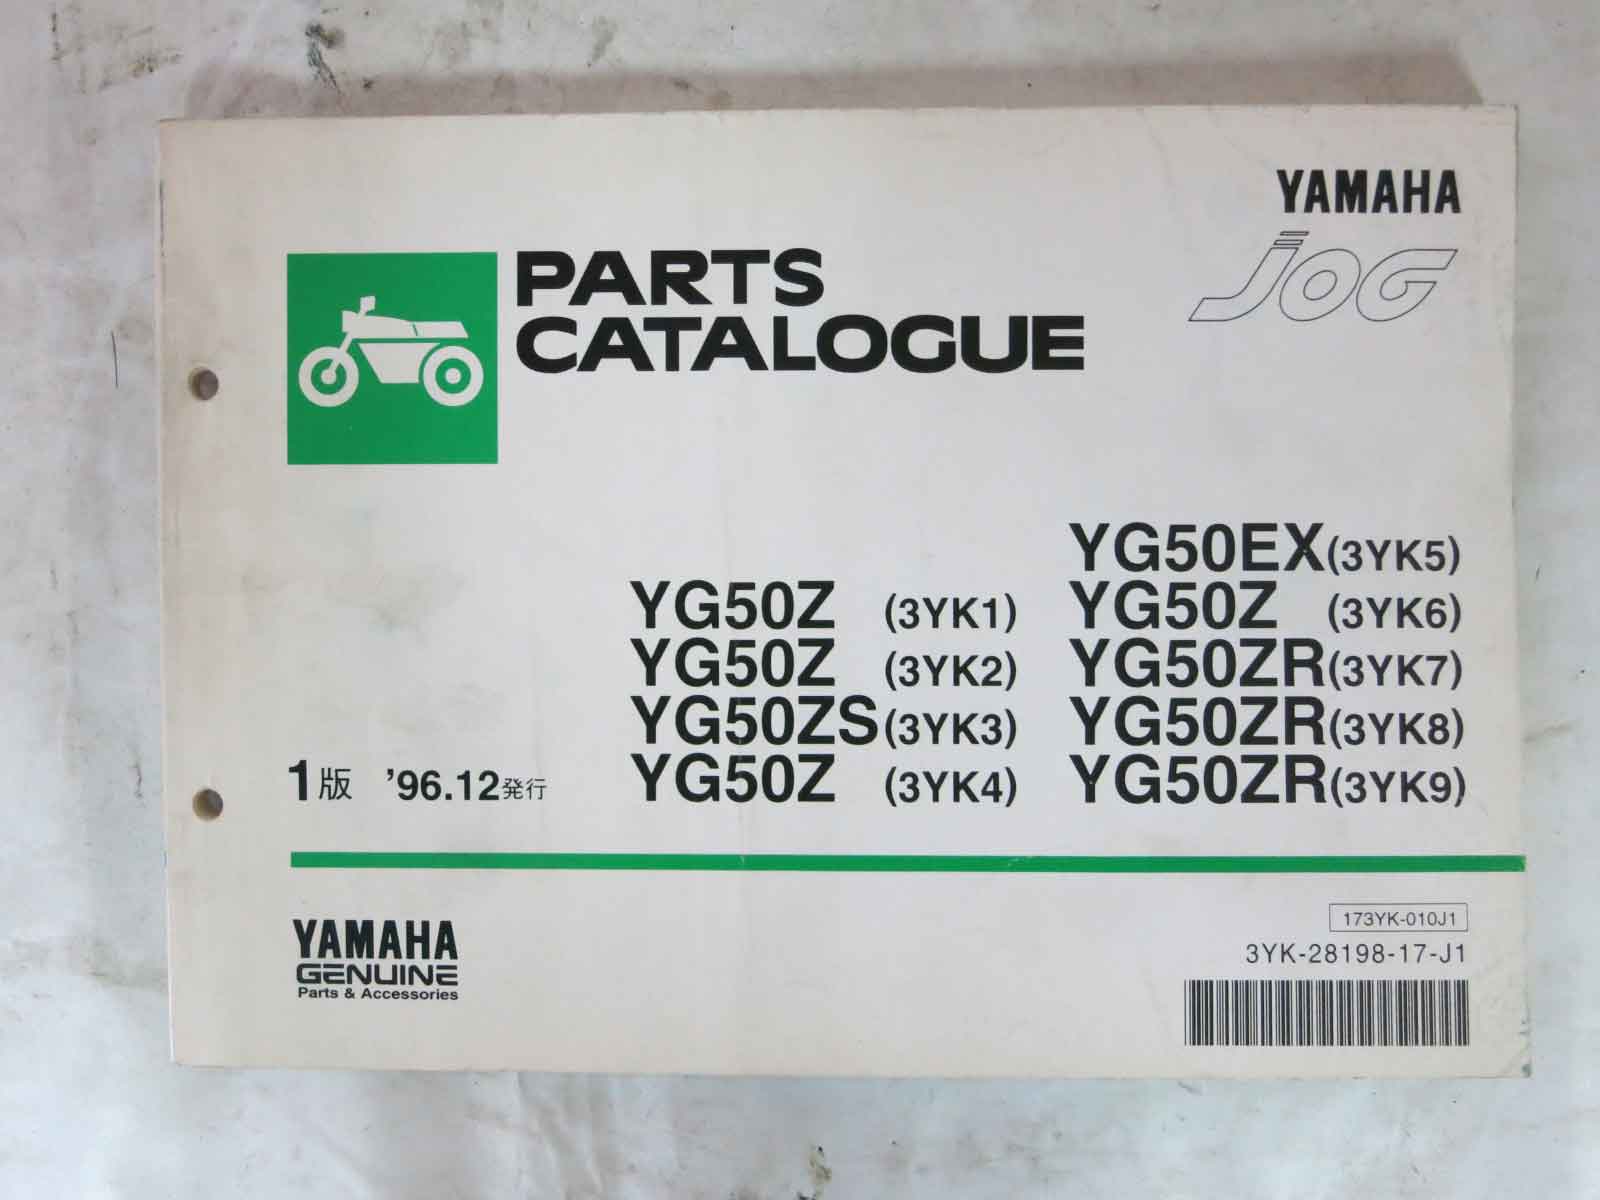 YAMAHA
JOG
PARTS
CATALOGUE
YG50Z (3YK1)
YG50Z (3YK2)
YG50ZS (3YK3)
YG50Z (3YK4)
YG50EX (3YK5)
YG50Z (3YK6)
YG50ZR (3YK7)
YG50ZR (3YK8)
YG50ZR (3YK9)
1版 ’96.12発行
YAMAHA
GENUINE
Parts & Accessories
173YK-010J1
3YK-28198-17-J1